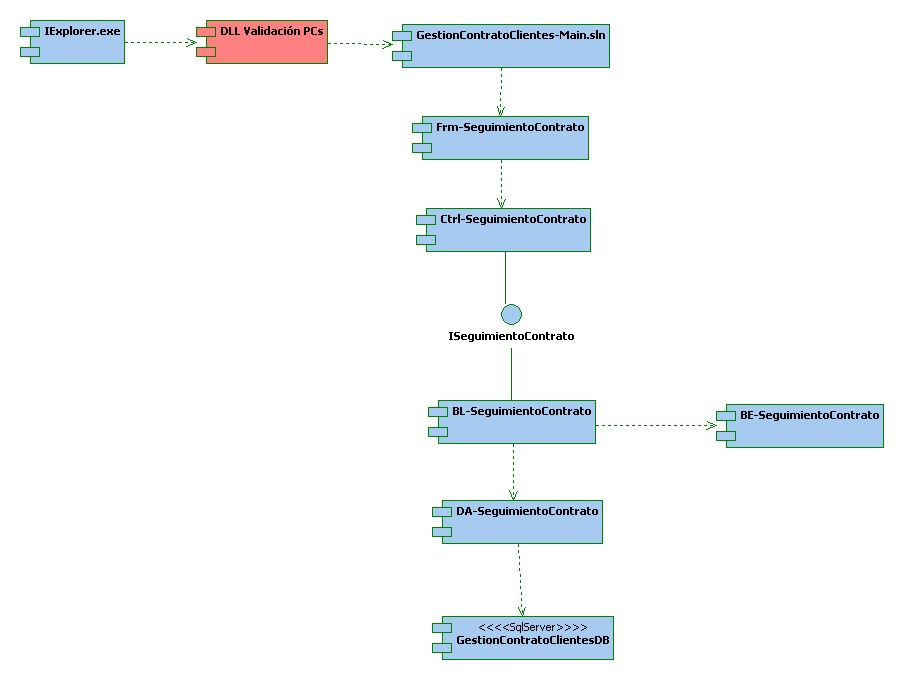 IExplorer.exe
DLL Validación PCs
GestionContratoClientes-Main.sln
Frm-SeguimientoContrato
Ctrl-SeguimientoContrato
ISeguimientoContrato
BL-SeguimientoContrato
BE-SeguimientoContrato
DA-SeguimientoContrato
<<<<SqlServer>>>>
GestionContratoClientesDB